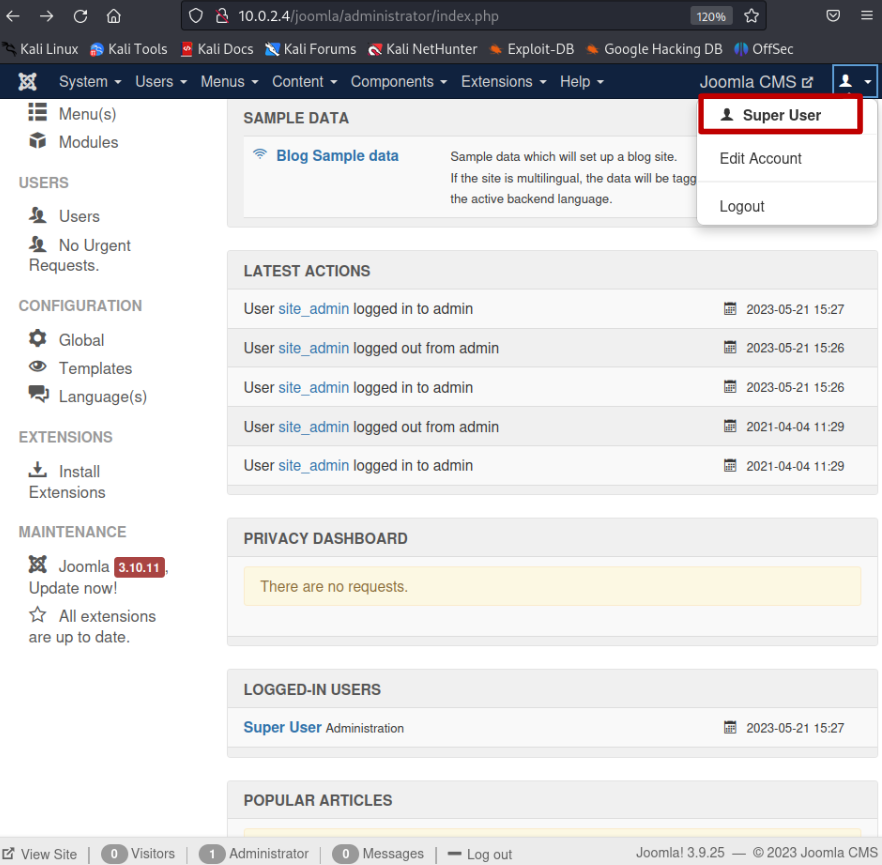 10.0.2.4/joomla/administrator/index.php 120%
Kali Linux Kali Tools Kali Docs Kali Forums Kali NetHunter Exploit-DB Google Hacking DB OffSec
System Users Menus Content Components Extensions Help Joomla CMS
Super User
Edit Account
Logout
Menu(s)
Modules
USERS
Users
No Urgent
Requests.
CONFIGURATION
Global
Templates
Language(s)
EXTENSIONS
Install
Extensions
MAINTENANCE
Joomla 3.10.11,
Update now!
All extensions
are up to date.
SAMPLE DATA
Blog Sample data
Sample data which will set up a blog site.
If the site is multilingual, the data will be tagg
the active backend language.
LATEST ACTIONS
User site_admin logged in to admin 2023-05-21 15:27
User site_admin logged out from admin 2023-05-21 15:26
User site_admin logged in to admin 2023-05-21 15:26
User site_admin logged out from admin 2021-04-04 11:29
User site_admin logged in to admin 2021-04-04 11:29
PRIVACY DASHBOARD
There are no requests.
LOGGED-IN USERS
Super User Administration 2023-05-21 15:27
POPULAR ARTICLES
View Site | 0 Visitors | 1 Administrator | 0 Messages | Log out Joomla! 3.9.25 — © 2023 Joomla CMS